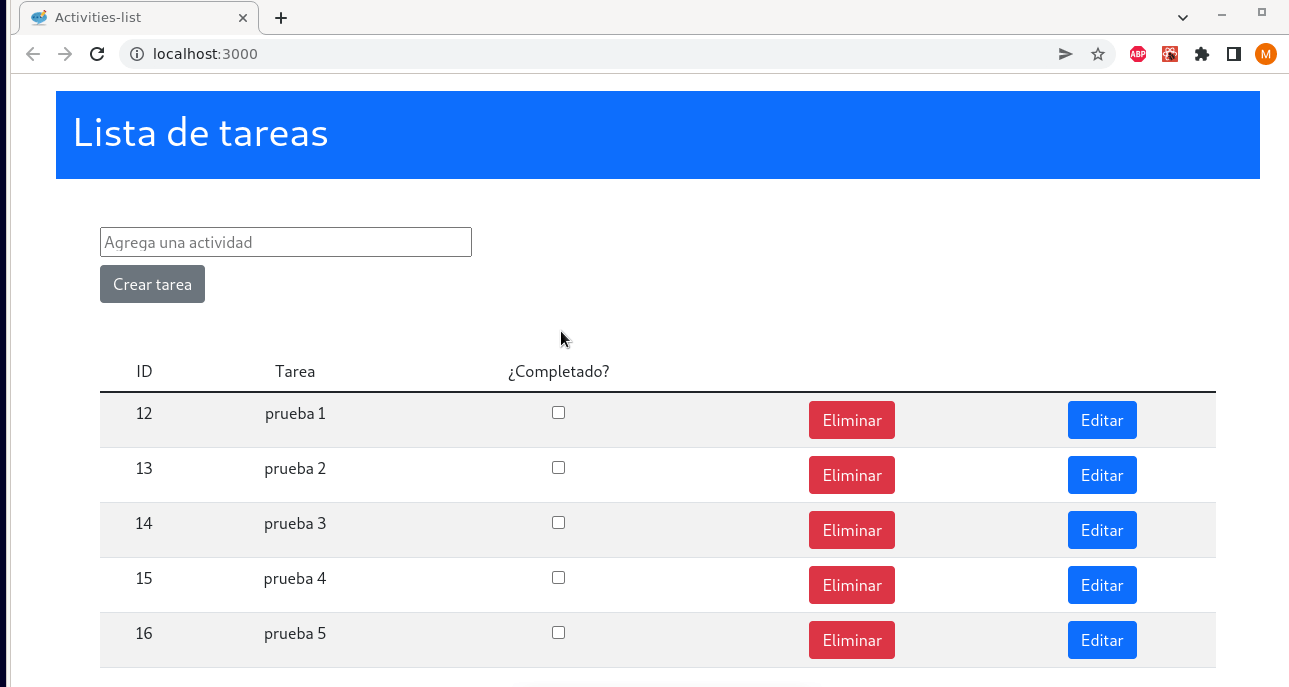 Activities-list
localhost:3000
ABP
M
Lista de tareas
Agrega una actividad
Crear tarea
ID Tarea ¿Completado?
12 prueba 1 Eliminar Editar
13 prueba 2 Eliminar Editar
14 prueba 3 Eliminar Editar
15 prueba 4 Eliminar Editar
16 prueba 5 Eliminar Editar